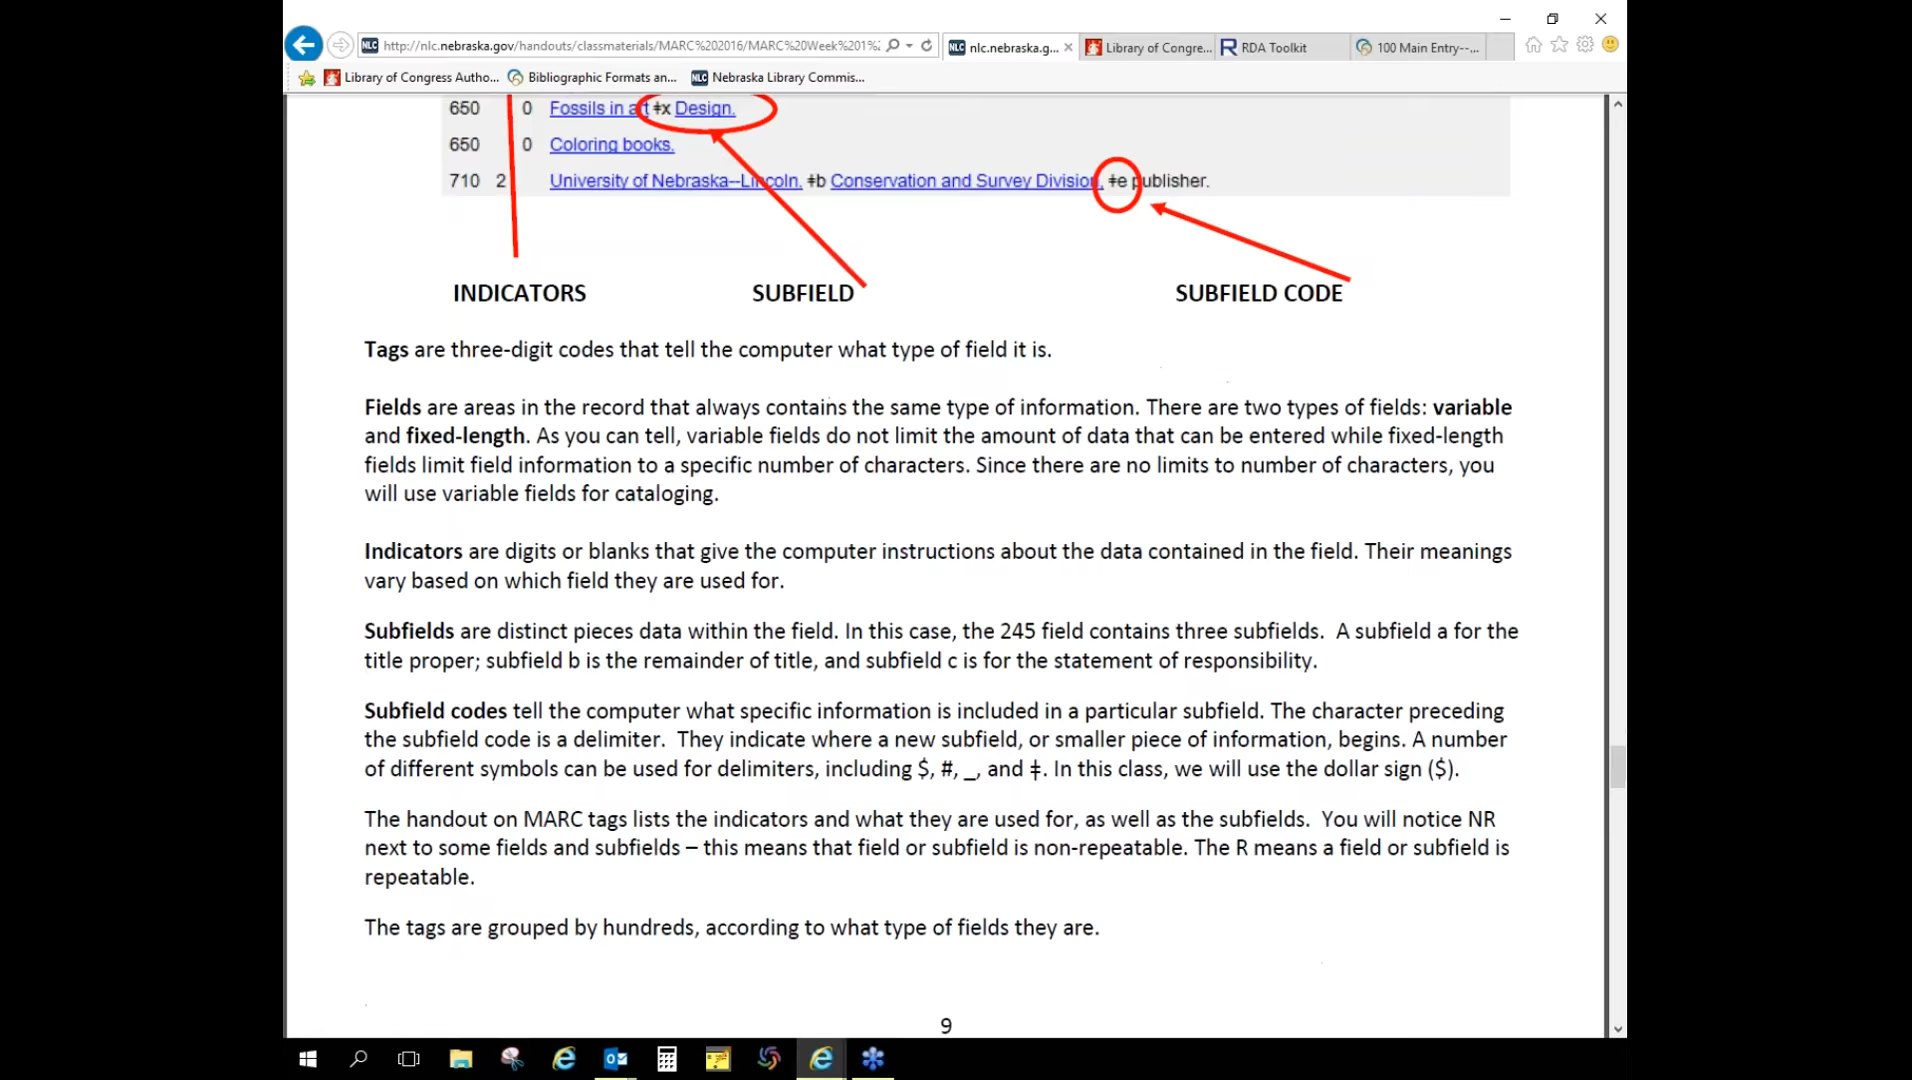 http://nlc.nebraska.gov/handouts/classmaterials/MARC%202016/MARC%20Week%201%2
NLC nlc.nebraska.g...
Library of Congre...
RDA Toolkit
100 Main Entry--...
Library of Congress Autho...
Bibliographic Formats an...
NLC Nebraska Library Commis...
650 0 Fossils in art ‡x Design.
650 0 Coloring books.
710 2 University of Nebraska--Lincoln. ‡b Conservation and Survey Division, ‡e publisher.
INDICATORS SUBFIELD SUBFIELD CODE
Tags are three-digit codes that tell the computer what type of field it is.
Fields are areas in the record that always contains the same type of information. There are two types of fields: variable
and fixed-length. As you can tell, variable fields do not limit the amount of data that can be entered while fixed-length
fields limit field information to a specific number of characters. Since there are no limits to number of characters, you
will use variable fields for cataloging.
Indicators are digits or blanks that give the computer instructions about the data contained in the field. Their meanings
vary based on which field they are used for.
Subfields are distinct pieces data within the field. In this case, the 245 field contains three subfields. A subfield a for the
title proper; subfield b is the remainder of title, and subfield c is for the statement of responsibility.
Subfield codes tell the computer what specific information is included in a particular subfield. The character preceding
the subfield code is a delimiter. They indicate where a new subfield, or smaller piece of information, begins. A number
of different symbols can be used for delimiters, including $, #, _, and ‡. In this class, we will use the dollar sign ($).
The handout on MARC tags lists the indicators and what they are used for, as well as the subfields. You will notice NR
next to some fields and subfields – this means that field or subfield is non-repeatable. The R means a field or subfield is
repeatable.
The tags are grouped by hundreds, according to what type of fields they are.
9